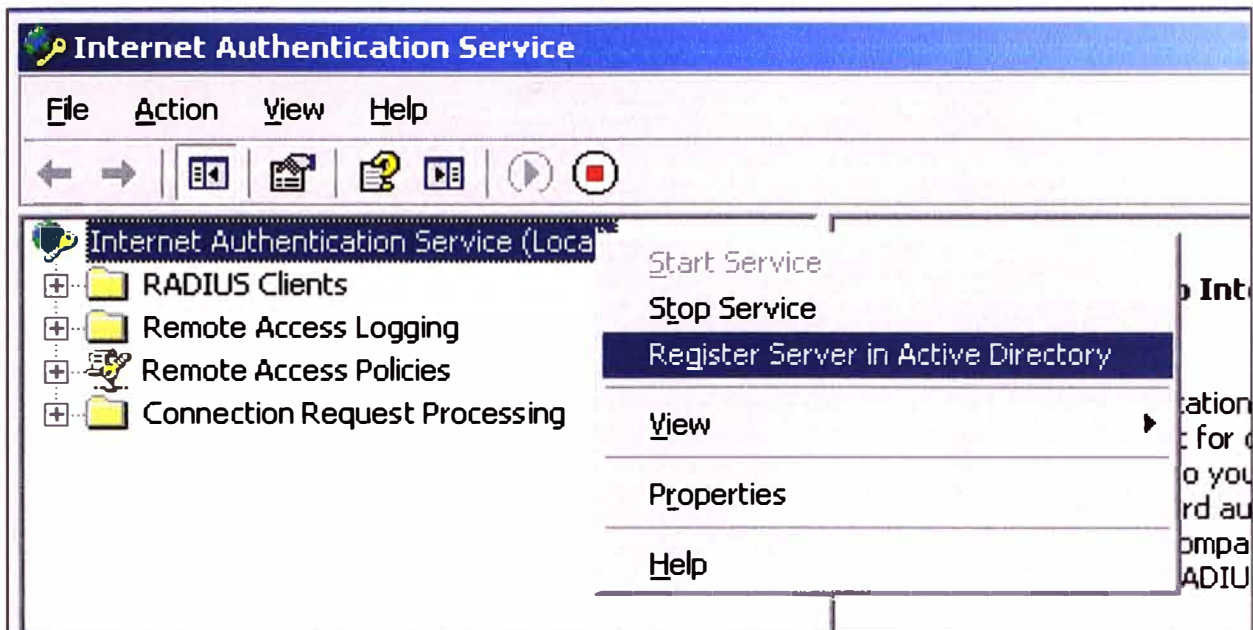 Internet Authentication Service
File Action View Help
Internet Authentication Service (Loca
RADIUS Clients
Remote Access Logging
Remote Access Policies
Connection Request Processing
Start Service
Stop Service
Register Server in Active Directory
View
Properties
Help